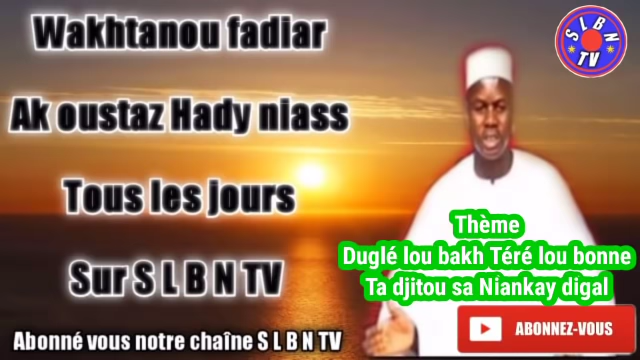 Wakhtanou fadiar
Ak oustaz Hady niass
Tous les jours
Sur S L B N TV
Abonné vous notre chaîne S L B N TV
S L B N
TV
Thème
Duglé lou bakh Téré lou bonne
Ta djitou sa Niankay digal
ABONNEZ-VOUS